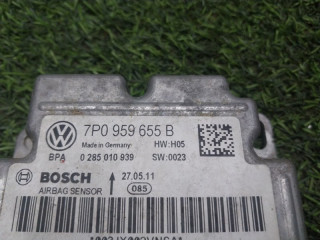 7P0 959 655 B
Made in Germany HW:H05
BPA 0 285 010 939 SW:0023
BOSCH 27.05.11
AIRBAG SENSOR 085